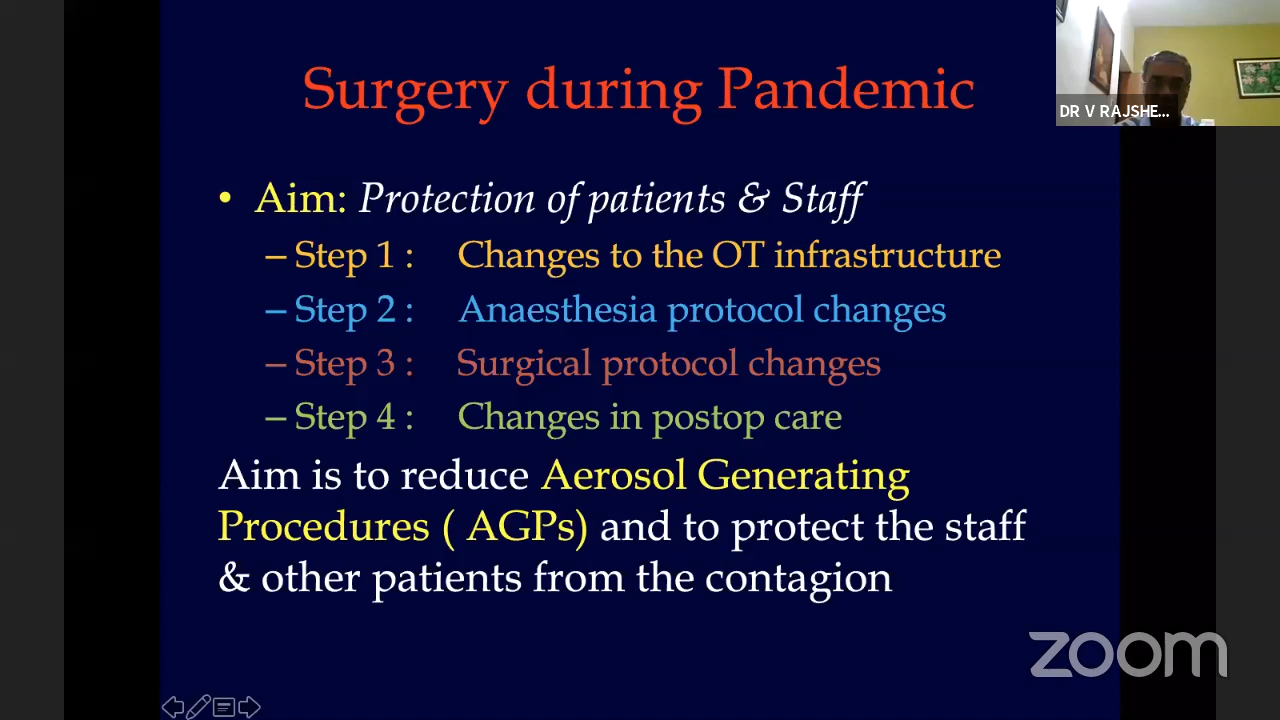 Surgery during Pandemic
DR V RAJSHE...
• Aim: Protection of patients & Staff
– Step 1 : Changes to the OT infrastructure
– Step 2 : Anaesthesia protocol changes
– Step 3 : Surgical protocol changes
– Step 4 : Changes in postop care
Aim is to reduce Aerosol Generating
Procedures ( AGPs) and to protect the staff
& other patients from the contagion
zoom